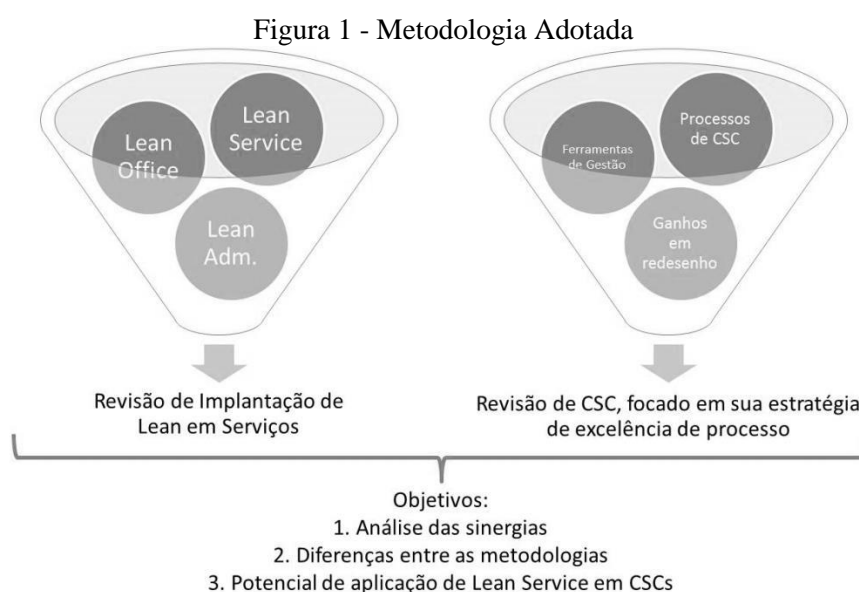 Figura 1 - Metodologia Adotada
Lean
Office
Lean
Service
Lean
Adm.
Ferramentas
de Gestão
Processos
de CSC
Ganhos
em
redesenho
Revisão de Implantação de
Lean em Serviços
Revisão de CSC, focado em sua estratégia
de excelência de processo
Objetivos:
1. Análise das sinergias
2. Diferenças entre as metodologias
3. Potencial de aplicação de Lean Service em CSCs